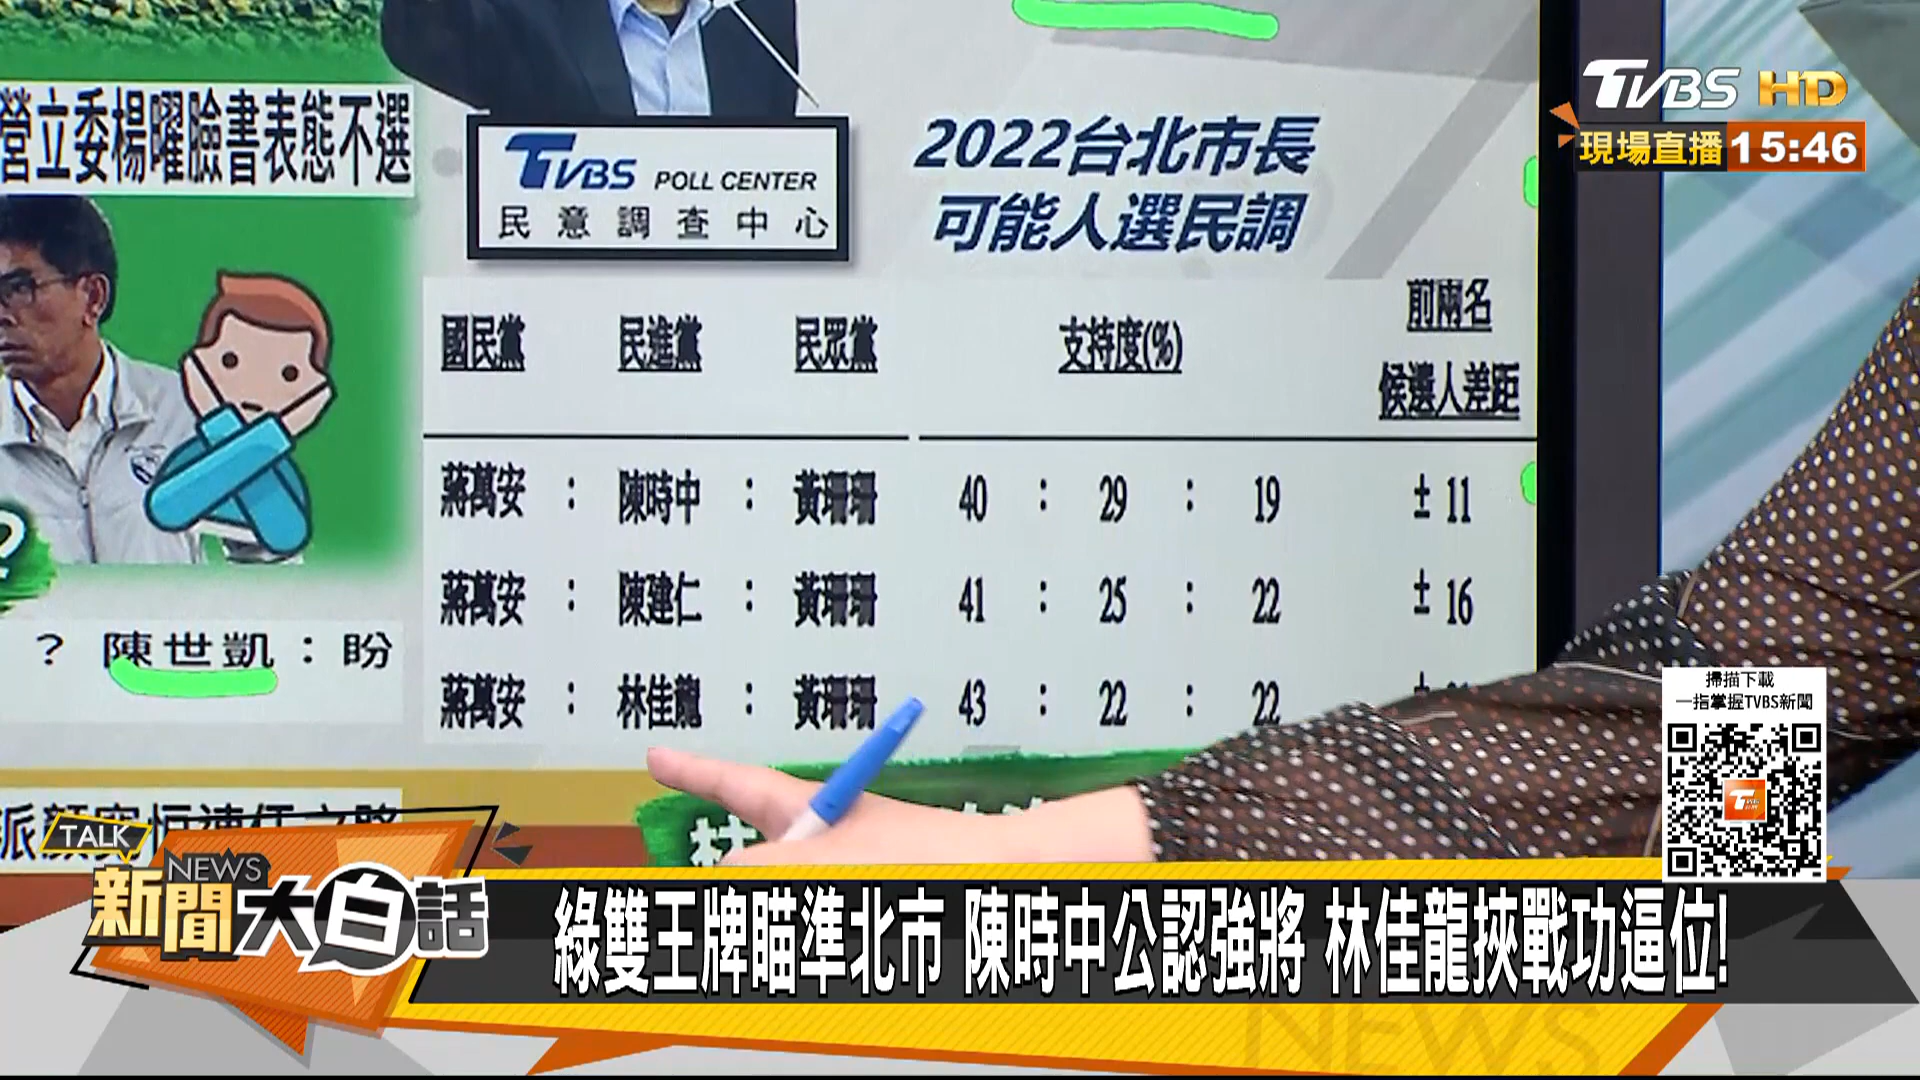 TVBS HD
現場直播 15:46
營立委楊曜臉書表態不選
TVBS POLL CENTER
民意調查中心
2022台北市長
可能人選民調
國民黨 民進黨 民眾黨 支持度(%) 前兩名
候選人差距
蔣萬安 : 陳時中 : 黃珊珊 40 : 29 : 19 ± 11
蔣萬安 : 陳建仁 : 黃珊珊 41 : 25 : 22 ± 16
蔣萬安 : 林佳龍 : 黃珊珊 43 : 22 : 22 ±
?
? 陳世凱：盼
掃描下載
一指掌握TVBS新聞
TALK
NEWS
新聞大白話
綠雙王牌瞄準北市 陳時中公認強將 林佳龍挾戰功逼位!
NEWS